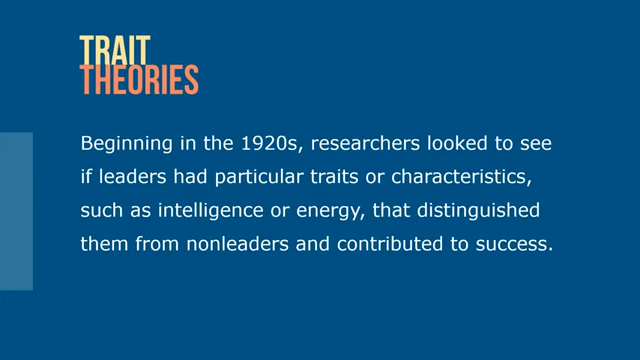 TRAIT
THEORIES
Beginning in the 1920s, researchers looked to see
if leaders had particular traits or characteristics,
such as intelligence or energy, that distinguished
them from nonleaders and contributed to success.